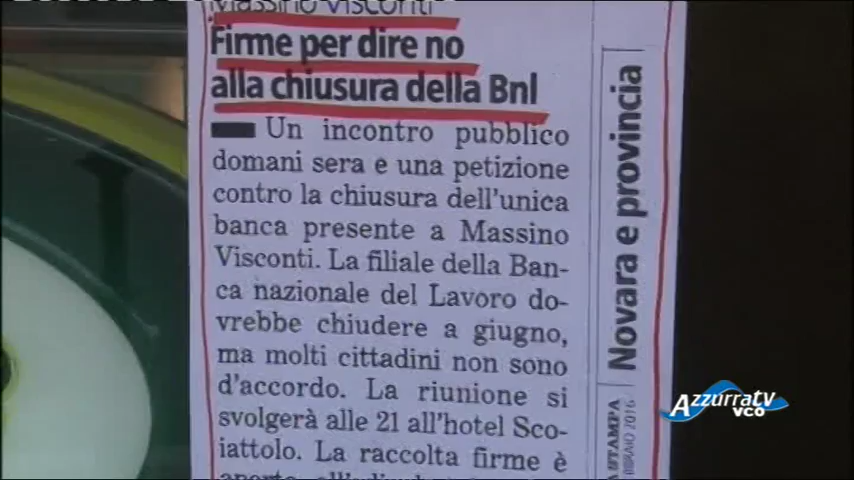 Massino Visconti
Firme per dire no
alla chiusura della Bnl
Un incontro pubblico
domani sera e una petizione
contro la chiusura dell'unica
banca presente a Massino
Visconti. La filiale della Ban-
ca nazionale del Lavoro do-
vrebbe chiudere a giugno,
ma molti cittadini non sono
d'accordo. La riunione si
svolgerà alle 21 all'hotel Sco-
iattolo. La raccolta firme è
Novara e provincia
STAMPA
2016
Azzurratv
VCO